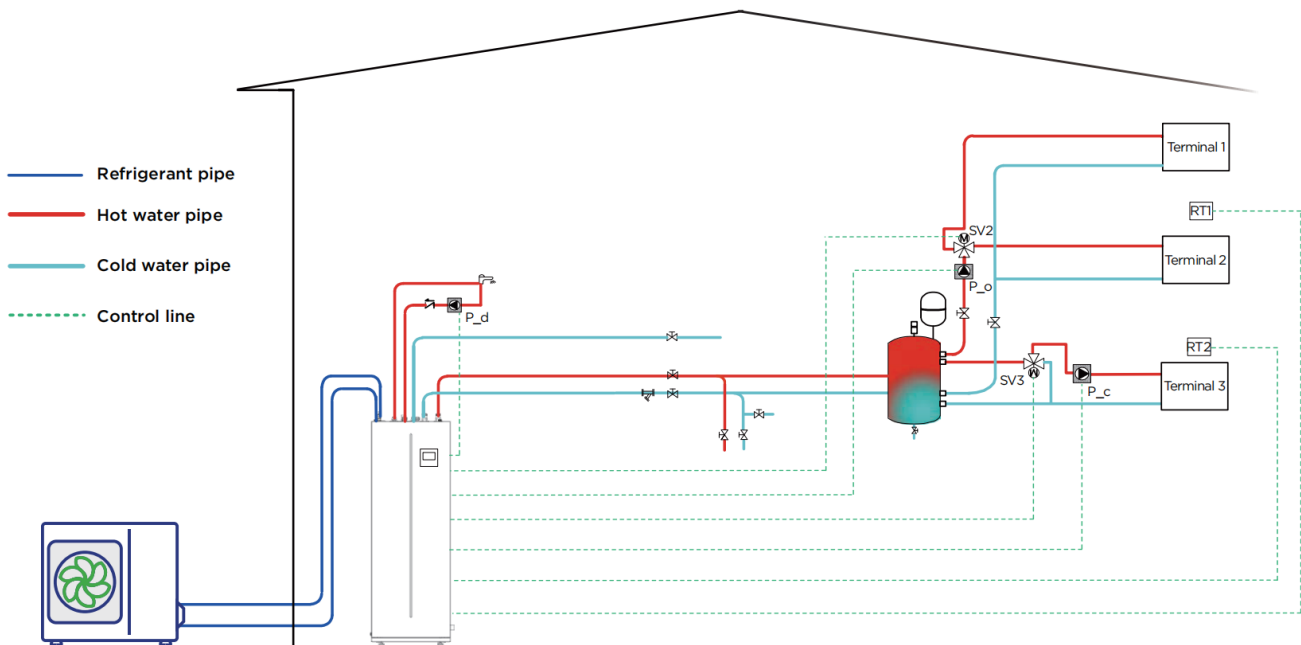 Refrigerant pipe
Hot water pipe
Cold water pipe
Control line
Terminal 1
RT1
SV2
M
Terminal 2
P_o
P_d
RT2
SV3
M
P_c
Terminal 3